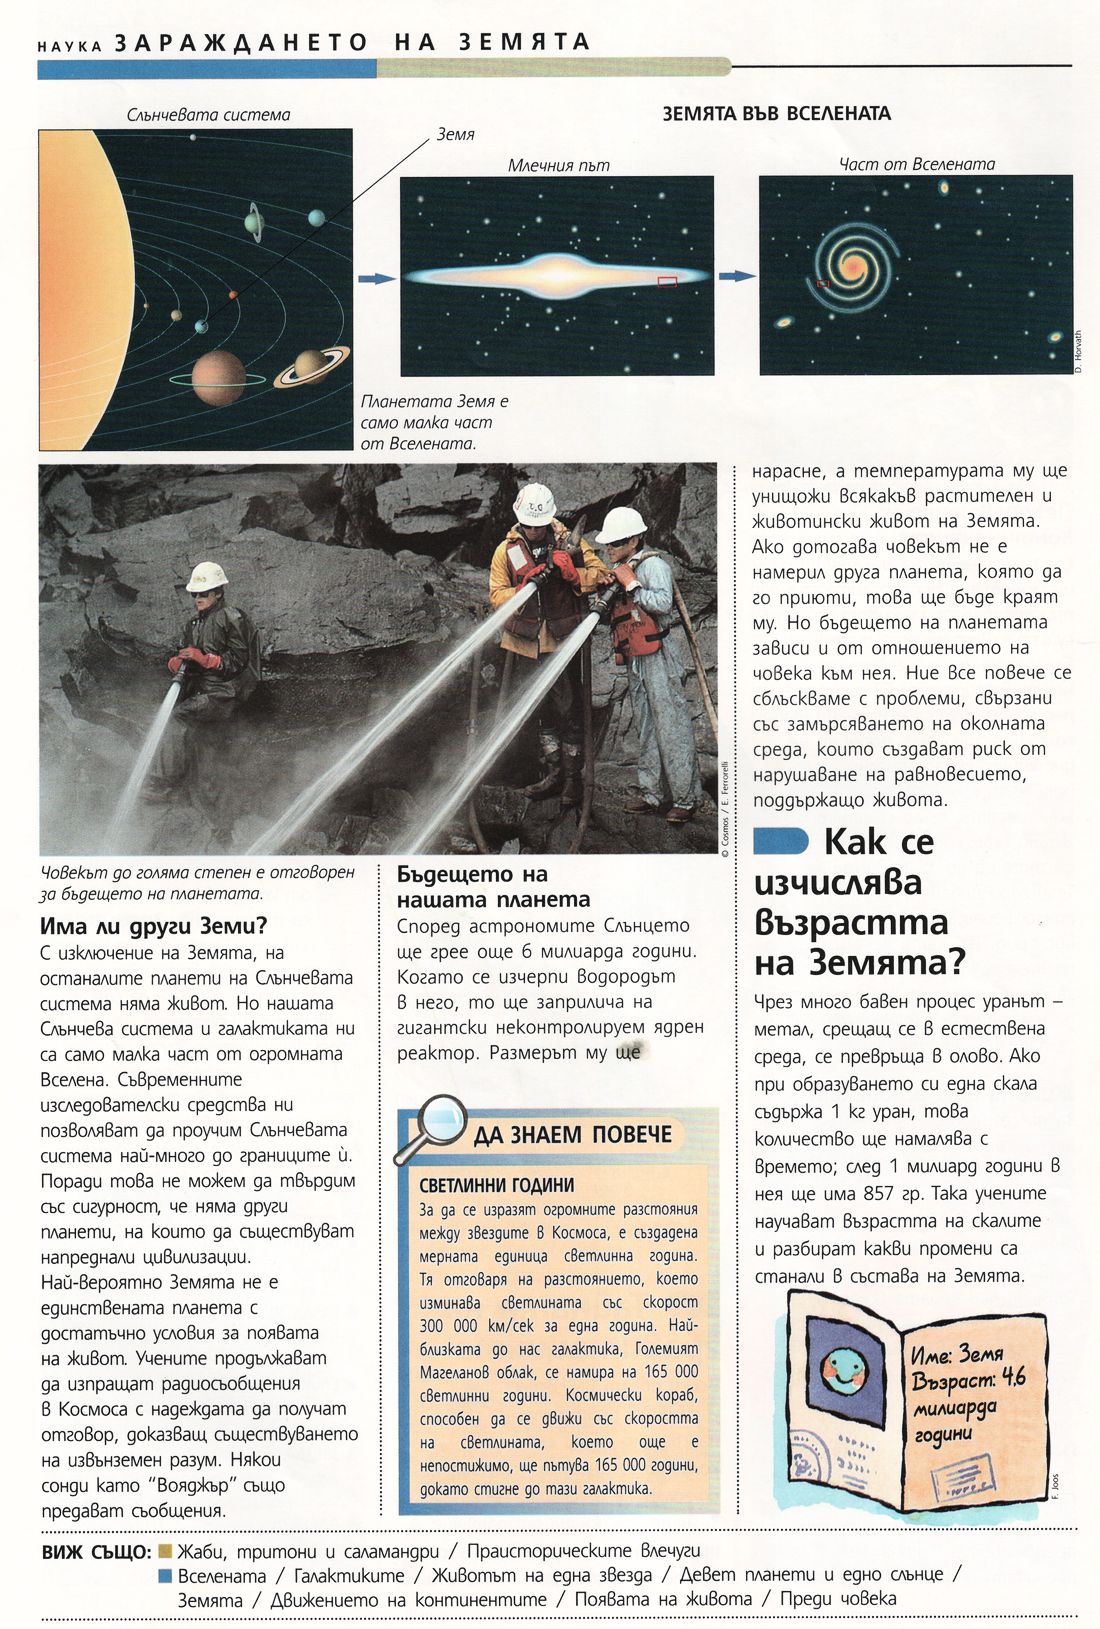 НАУКА ЗАРАЖДАНЕТО НА ЗЕМЯТА
Слънчевата система
Земя
ЗЕМЯТА ВЪВ ВСЕЛЕНАТА
Млечния път
Част от Вселената
D. Horvath
Планетата Земя е
само малка част
от Вселената.
© Cosmos / E. Ferrorelli
Човекът до голяма степен е отговорен
за бъдещето на планетата.
Има ли други Земи?
С изключение на Земята, на
останалите планети на Слънчевата
система няма живот. Но нашата
Слънчева система и галактиката ни
са само малка част от огромната
Вселена. Съвременните
изследователски средства ни
позволяват да проучим Слънчевата
система най-много до границите ѝ.
Поради това не можем да твърдим
със сигурност, че няма други
планети, на които да съществуват
напреднали цивилизации.
Най-вероятно Земята не е
единствената планета с
достатъчно условия за появата
на живот. Учените продължават
да изпращат радиосъобщения
в Космоса с надеждата да получат
отговор, доказващ съществуването
на извънземен разум. Някои
сонди като "Вояджър" също
предават съобщения.
Бъдещето на
нашата планета
Според астрономите Слънцето
ще грее още 6 милиарда години.
Когато се изчерпи водородът
в него, то ще заприлича на
гигантски неконтролируем ядрен
реактор. Размерът му ще
ДА ЗНАЕМ ПОВЕЧЕ
СВЕТЛИННИ ГОДИНИ
За да се изразят огромните разстояния
между звездите в Космоса, е създадена
мерната единица светлинна година.
Тя отговаря на разстоянието, което
изминава светлината със скорост
300 000 км/сек за една година. Най-
близката до нас галактика, Големият
Магеланов облак, се намира на 165 000
светлинни години. Космически кораб,
способен да се движи със скоростта
на светлината, което още е
непостижимо, ще пътува 165 000 години,
докато стигне до тази галактика.
нарасне, а температурата му ще
унищожи всякакъв растителен и
животински живот на Земята.
Ако дотогава човекът не е
намерил друга планета, която да
го приюти, това ще бъде краят
му. Но бъдещето на планетата
зависи и от отношението на
човека към нея. Ние все повече се
сблъскваме с проблеми, свързани
със замърсяването на околната
среда, които създават риск от
нарушаване на равновесието,
поддържащо живота.
Как се
изчислява
възрастта
на Земята?
Чрез много бавен процес уранът –
метал, срещащ се в естествена
среда, се превръща в олово. Ако
при образуването си една скала
съдържа 1 кг уран, това
количество ще намалява с
времето; след 1 милиард години в
нея ще има 857 гр. Така учените
научават възрастта на скалите
и разбират какви промени са
станали в състава на Земята.
Име: Земя
Възраст: 4,6
милиарда
години
F. Joos
ВИЖ СЪЩО: Жаби, тритони и саламандри / Праисторическите влечуги
Вселената / Галактиките / Животът на една звезда / Девет планети и едно слънце /
Земята / Движението на континентите / Появата на живота / Преди човека